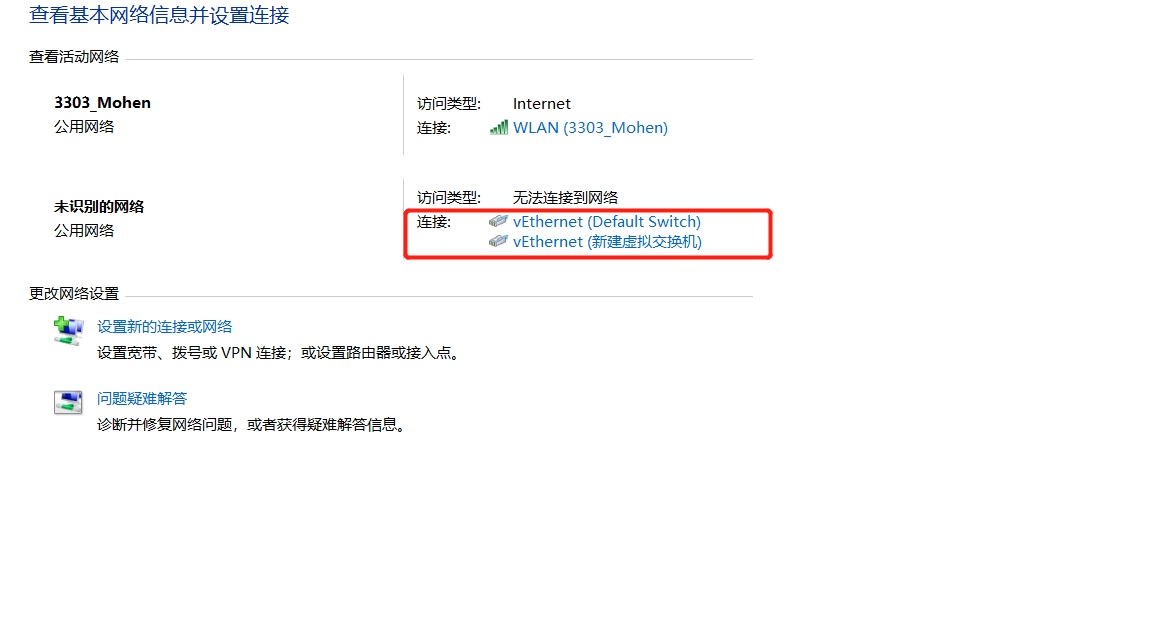 查看基本网络信息并设置连接
查看活动网络
3303_Mohen
公用网络
访问类型: Internet
连接: WLAN (3303_Mohen)
未识别的网络
公用网络
访问类型: 无法连接到网络
连接: vEthernet (Default Switch)
vEthernet (新建虚拟交换机)
更改网络设置
设置新的连接或网络
设置宽带、拨号或 VPN 连接；或设置路由器或接入点。
问题疑难解答
诊断并修复网络问题，或者获得疑难解答信息。